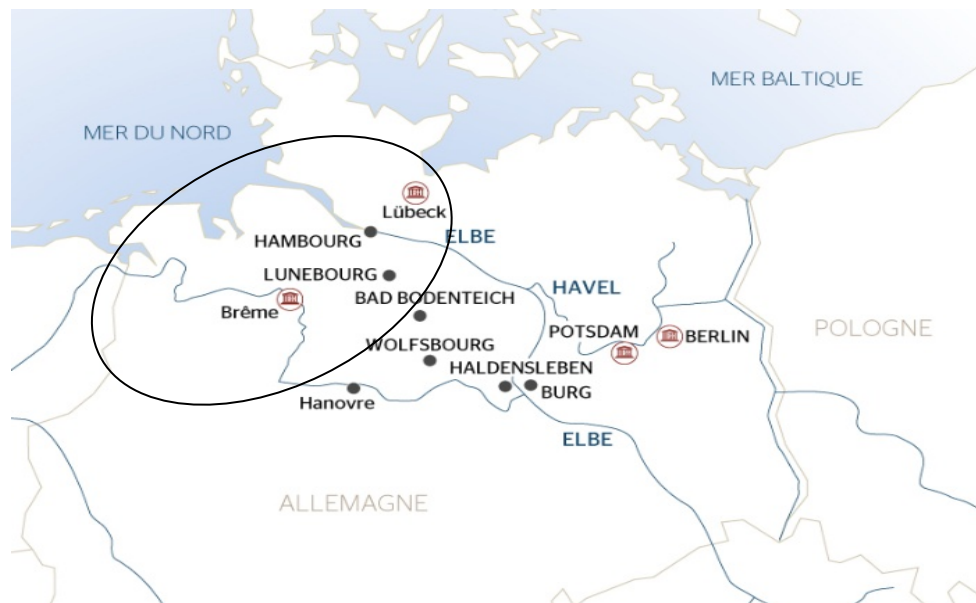 MER BALTIQUE
MER DU NORD
Lübeck
HAMBOURG
ELBE
LUNEBOURG
HAVEL
BAD BODENTEICH
Brême
POTSDAM
BERLIN
POLOGNE
WOLFSBOURG
HALDENSLEBEN
BURG
Hanovre
ELBE
ALLEMAGNE